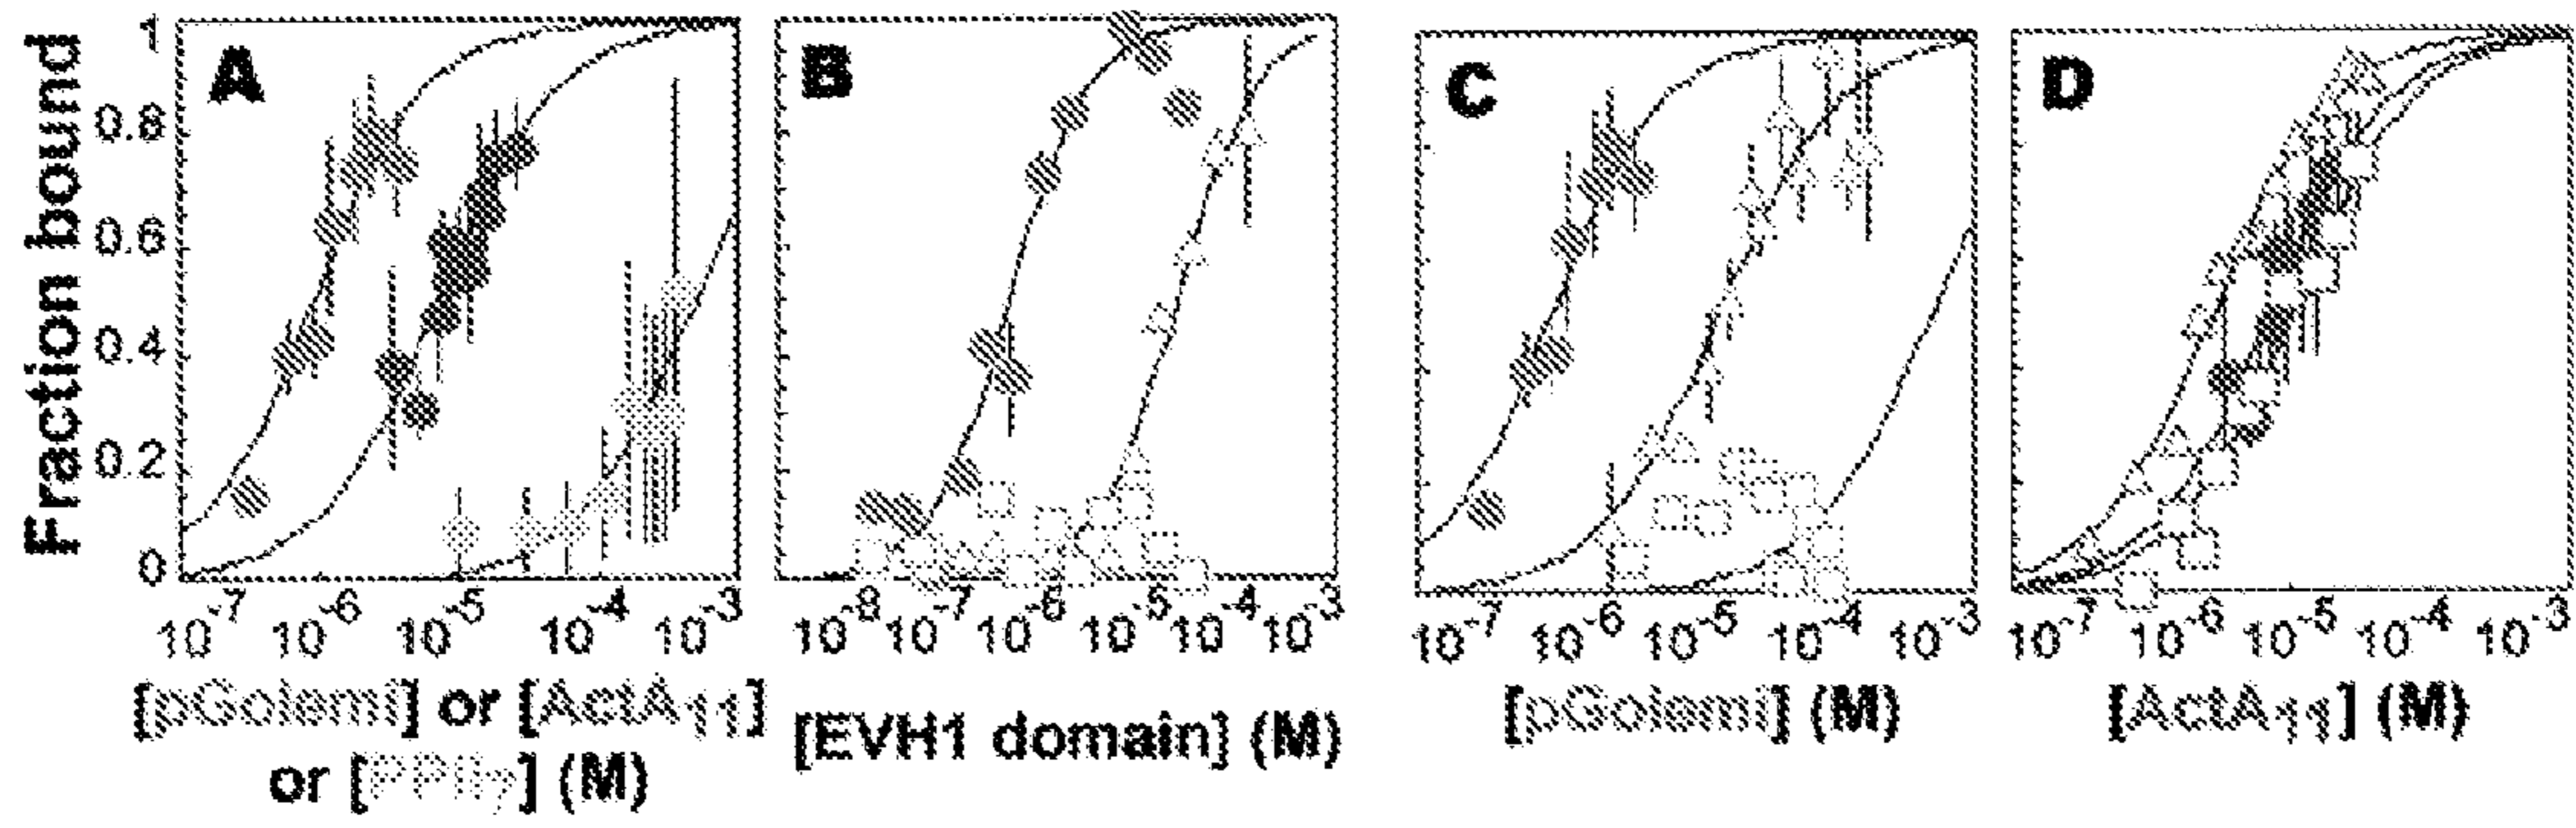 A B C D
Fraction bound
1
0.8
0.6
0.4
0.2
0
10-7 10-6 10-5 10-4 10-3 10-8 10-7 10-6 10-5 10-4 10-3 10-7 10-6 10-5 10-4 10-3 10-7 10-6 10-5 10-4 10-3
[pGolemi] or [ActA11] [EVH1 domain] (M) [pGolemi] (M) [ActA11] (M)
or [PPII7] (M)